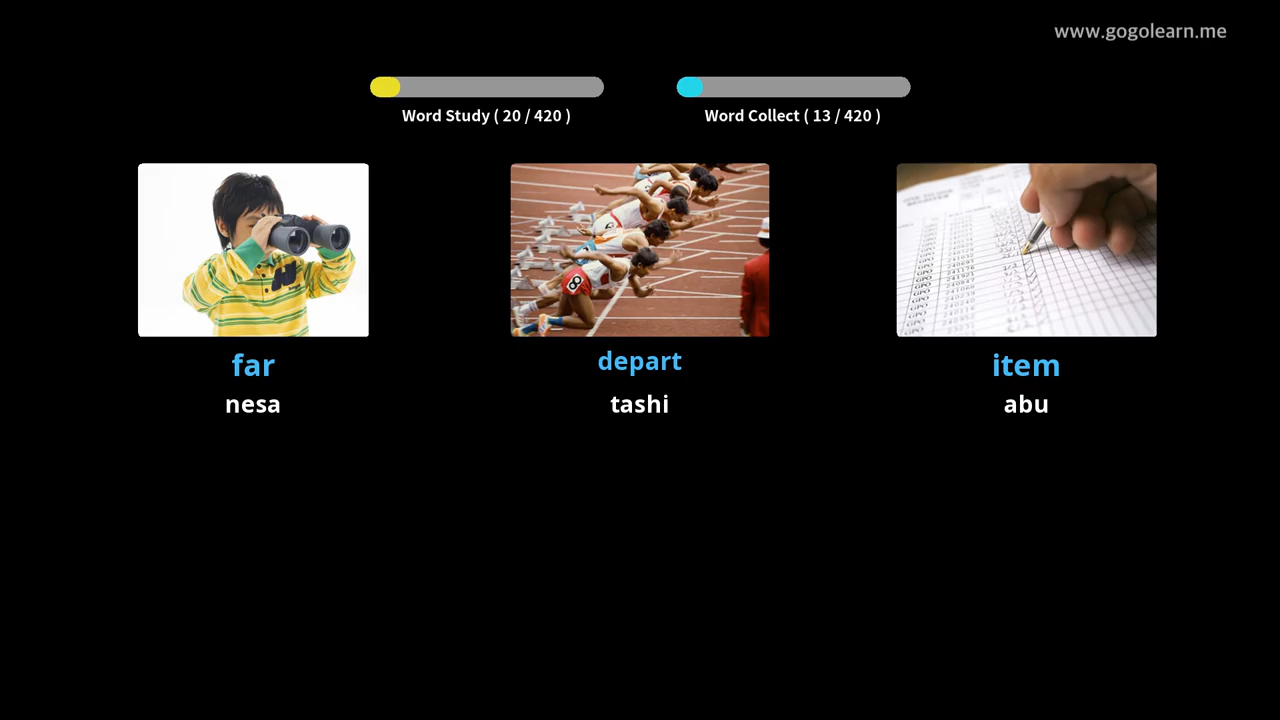 www.gogolearn.me
Word Study ( 20 / 420 )
Word Collect ( 13 / 420 )
far
depart
item
nesa
tashi
abu